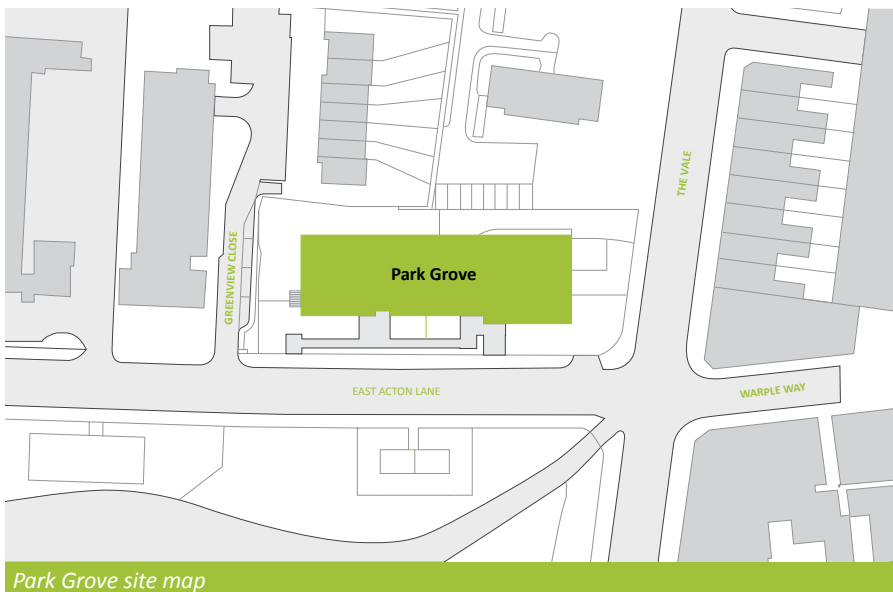 THE VALE
GREENVIEW CLOSE
Park Grove
EAST ACTON LANE
WARPLE WAY
Park Grove site map